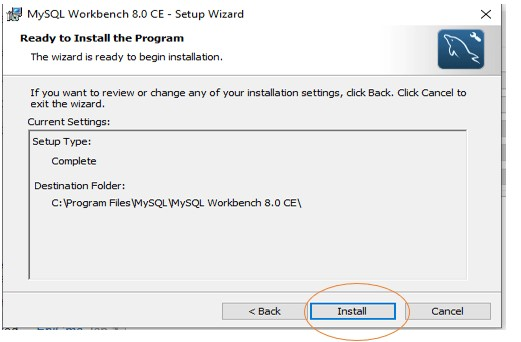 MySQL Workbench 8.0 CE - Setup Wizard
Ready to Install the Program
The wizard is ready to begin installation.
If you want to review or change any of your installation settings, click Back. Click Cancel to
exit the wizard.
Current Settings:
Setup Type:
Complete
Destination Folder:
C:\Program Files\MySQL\MySQL Workbench 8.0 CE\
< Back
Install
Cancel